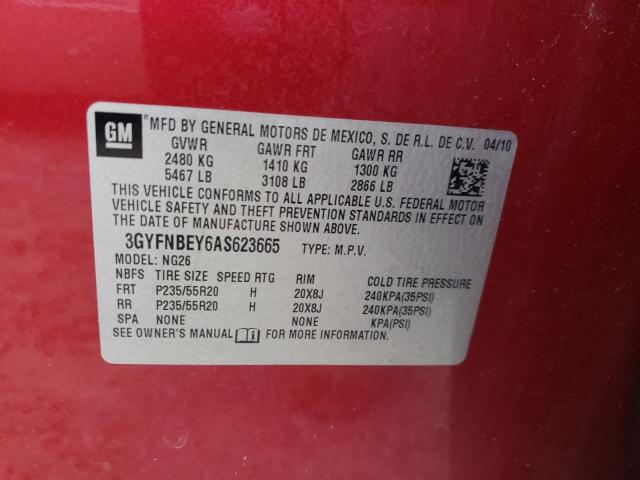 GM MFD BY GENERAL MOTORS DE MEXICO, S. DE R.L. DE C.V. 04/10
GVWR GAWR FRT GAWR RR
2480 KG 1410 KG 1300 KG
5467 LB 3108 LB 2866 LB
THIS VEHICLE CONFORMS TO ALL APPLICABLE U.S. FEDERAL MOTOR
VEHICLE SAFETY AND THEFT PREVENTION STANDARDS IN EFFECT ON
THE DATE OF MANUFACTURE SHOWN ABOVE.
3GYFNBEY6AS623665 TYPE: M.P.V.
MODEL: NG26
NBFS TIRE SIZE SPEED RTG RIM COLD TIRE PRESSURE
FRT P235/55R20 H 20X8J 240KPA(35PSI)
RR P235/55R20 H 20X8J 240KPA(35PSI)
SPA NONE NONE KPA(PSI)
SEE OWNER'S MANUAL FOR MORE INFORMATION.